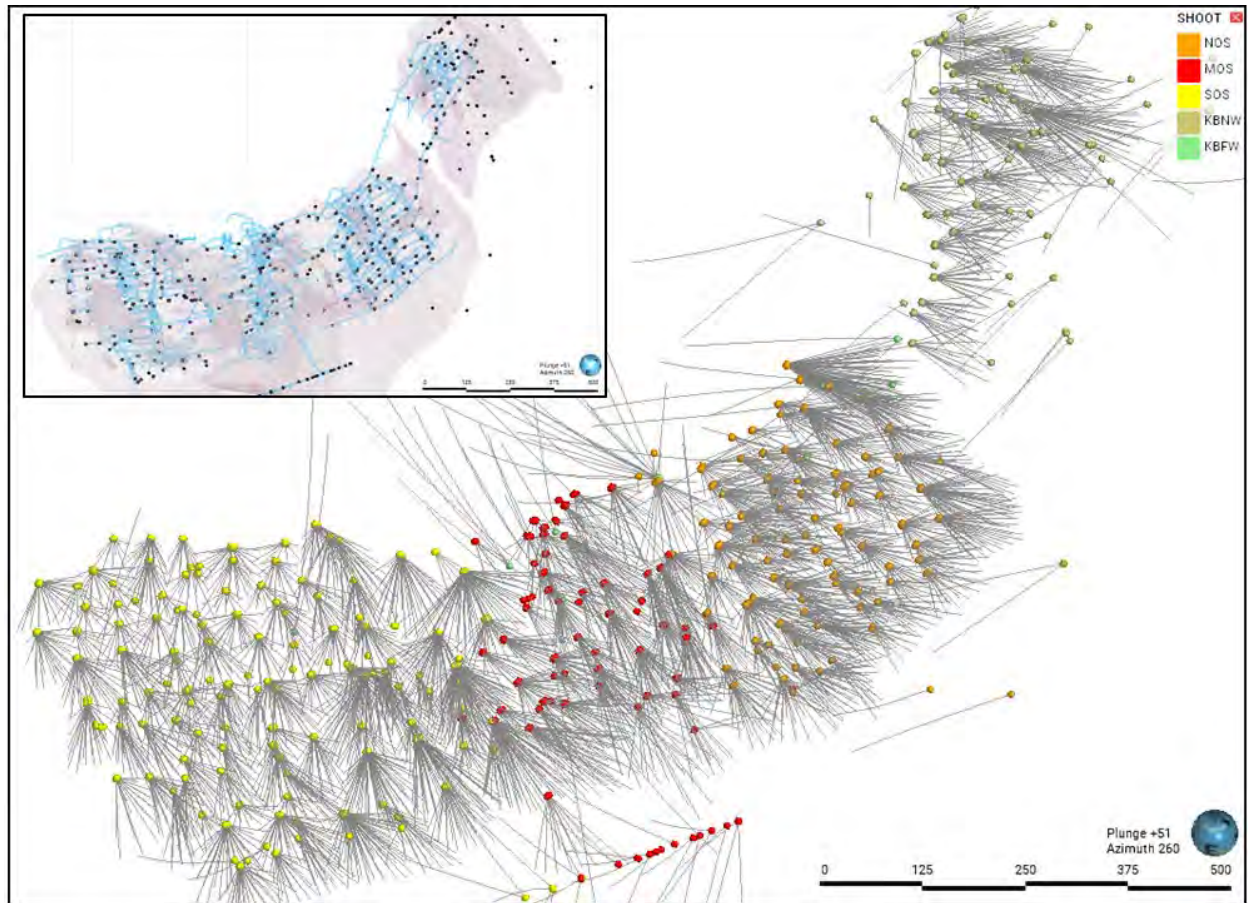 SHOOT
NOS
MOS
SOS
KBNW
KBFW
Plunge +51
Azimuth 260
0 125 250 375 500
Plunge +51
Azimuth 260
0 125 250 375 500